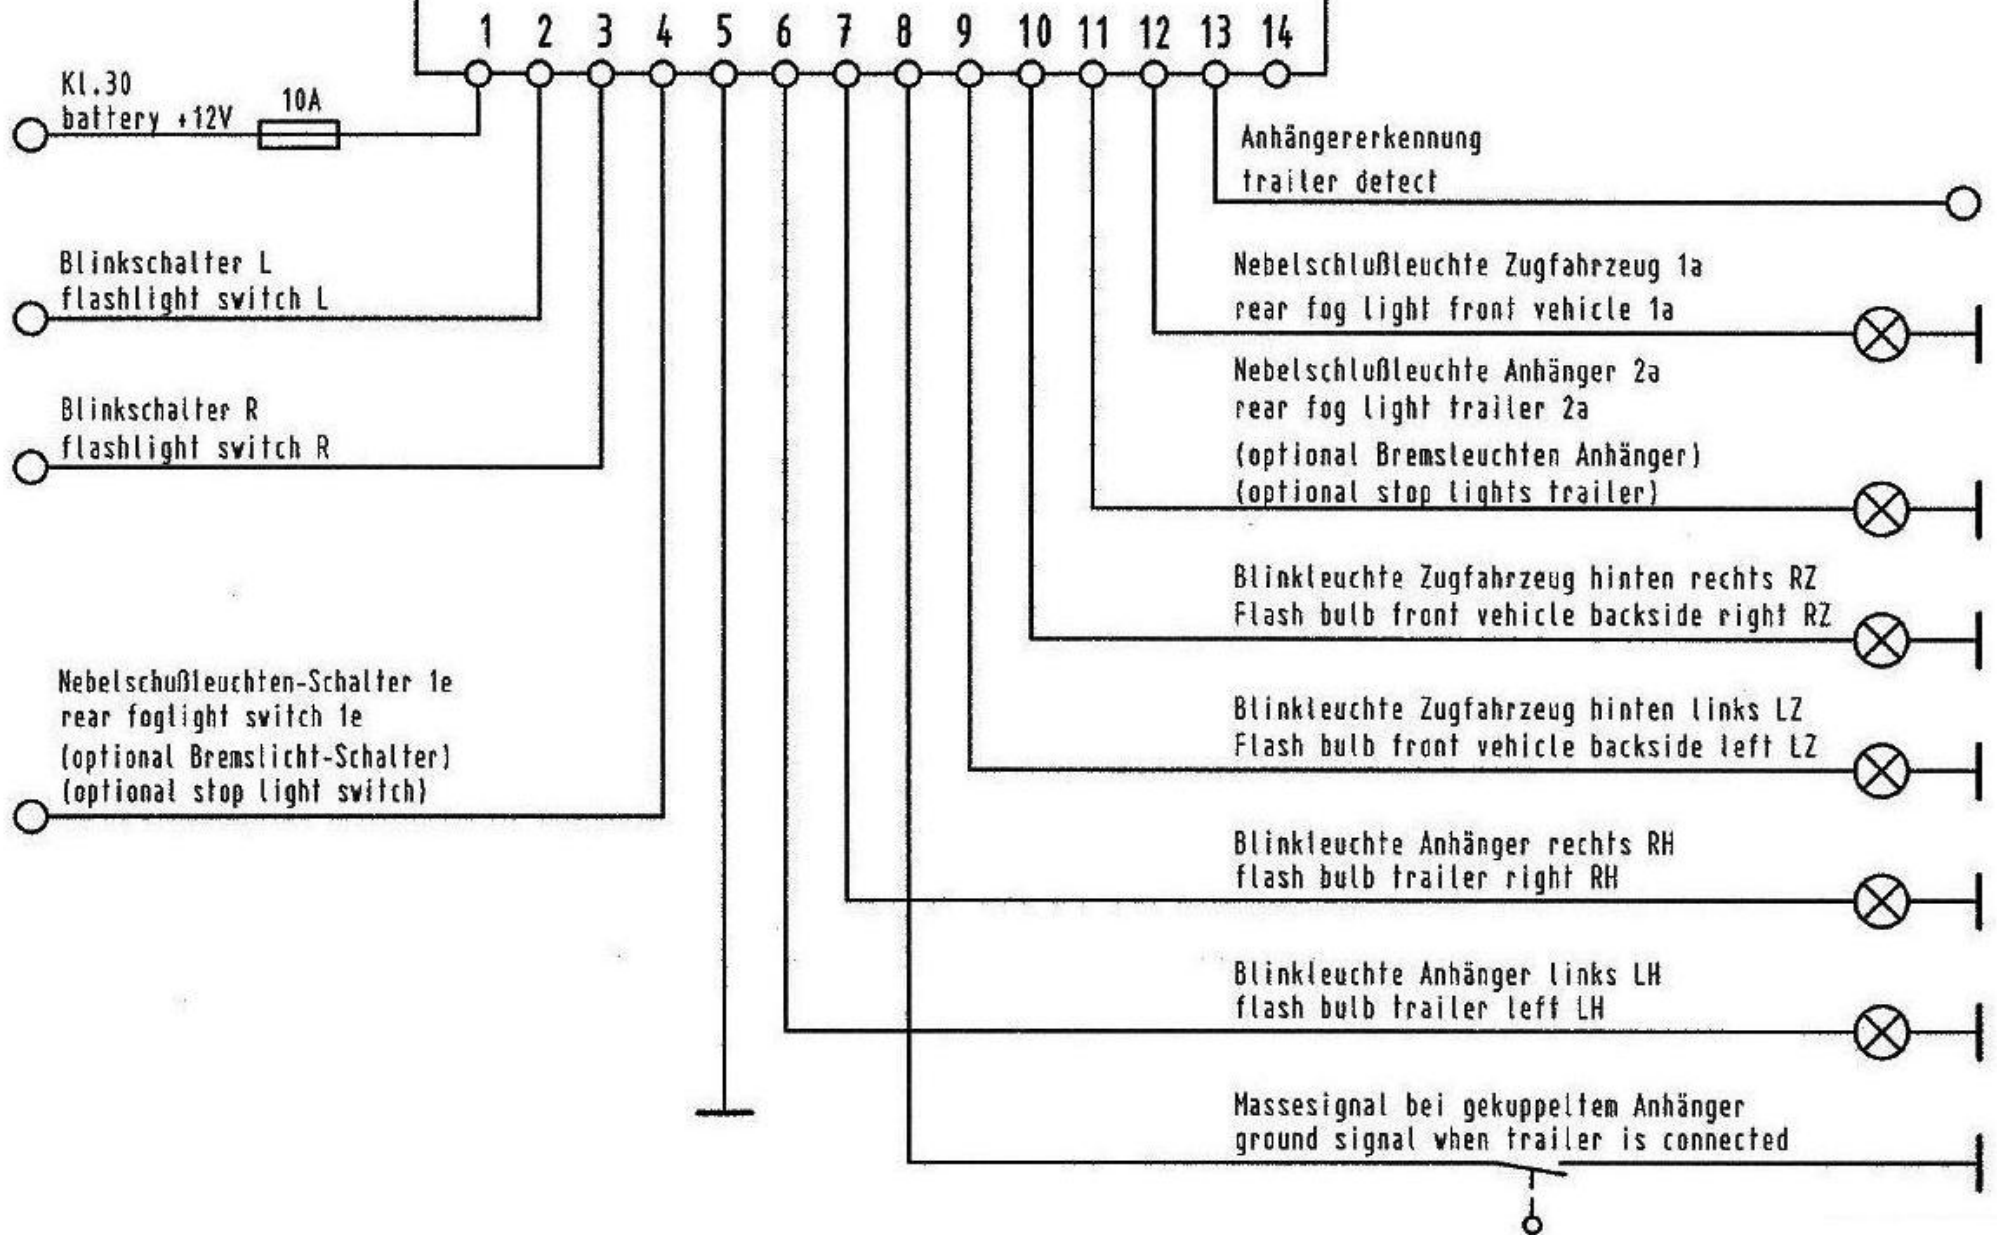 1 2 3 4 5 6 7 8 9 10 11 12 13 14
Kl.30
battery +12V
10A
Blinkschalter L
flashlight switch L
Blinkschalter R
flashlight switch R
Nebelschußleuchten-Schalter 1e
rear foglight switch 1e
(optional Bremslicht-Schalter)
(optional stop light switch)
Anhängererkennung
trailer detect
Nebelschlußleuchte Zugfahrzeug 1a
rear fog light front vehicle 1a
Nebelschlußleuchte Anhänger 2a
rear fog light trailer 2a
(optional Bremsleuchten Anhänger)
(optional stop lights trailer)
Blinkleuchte Zugfahrzeug hinten rechts RZ
Flash bulb front vehicle backside right RZ
Blinkleuchte Zugfahrzeug hinten links LZ
Flash bulb front vehicle backside left LZ
Blinkleuchte Anhänger rechts RH
flash bulb trailer right RH
Blinkleuchte Anhänger links LH
flash bulb trailer left LH
Massesignal bei gekuppeltem Anhänger
ground signal when trailer is connected